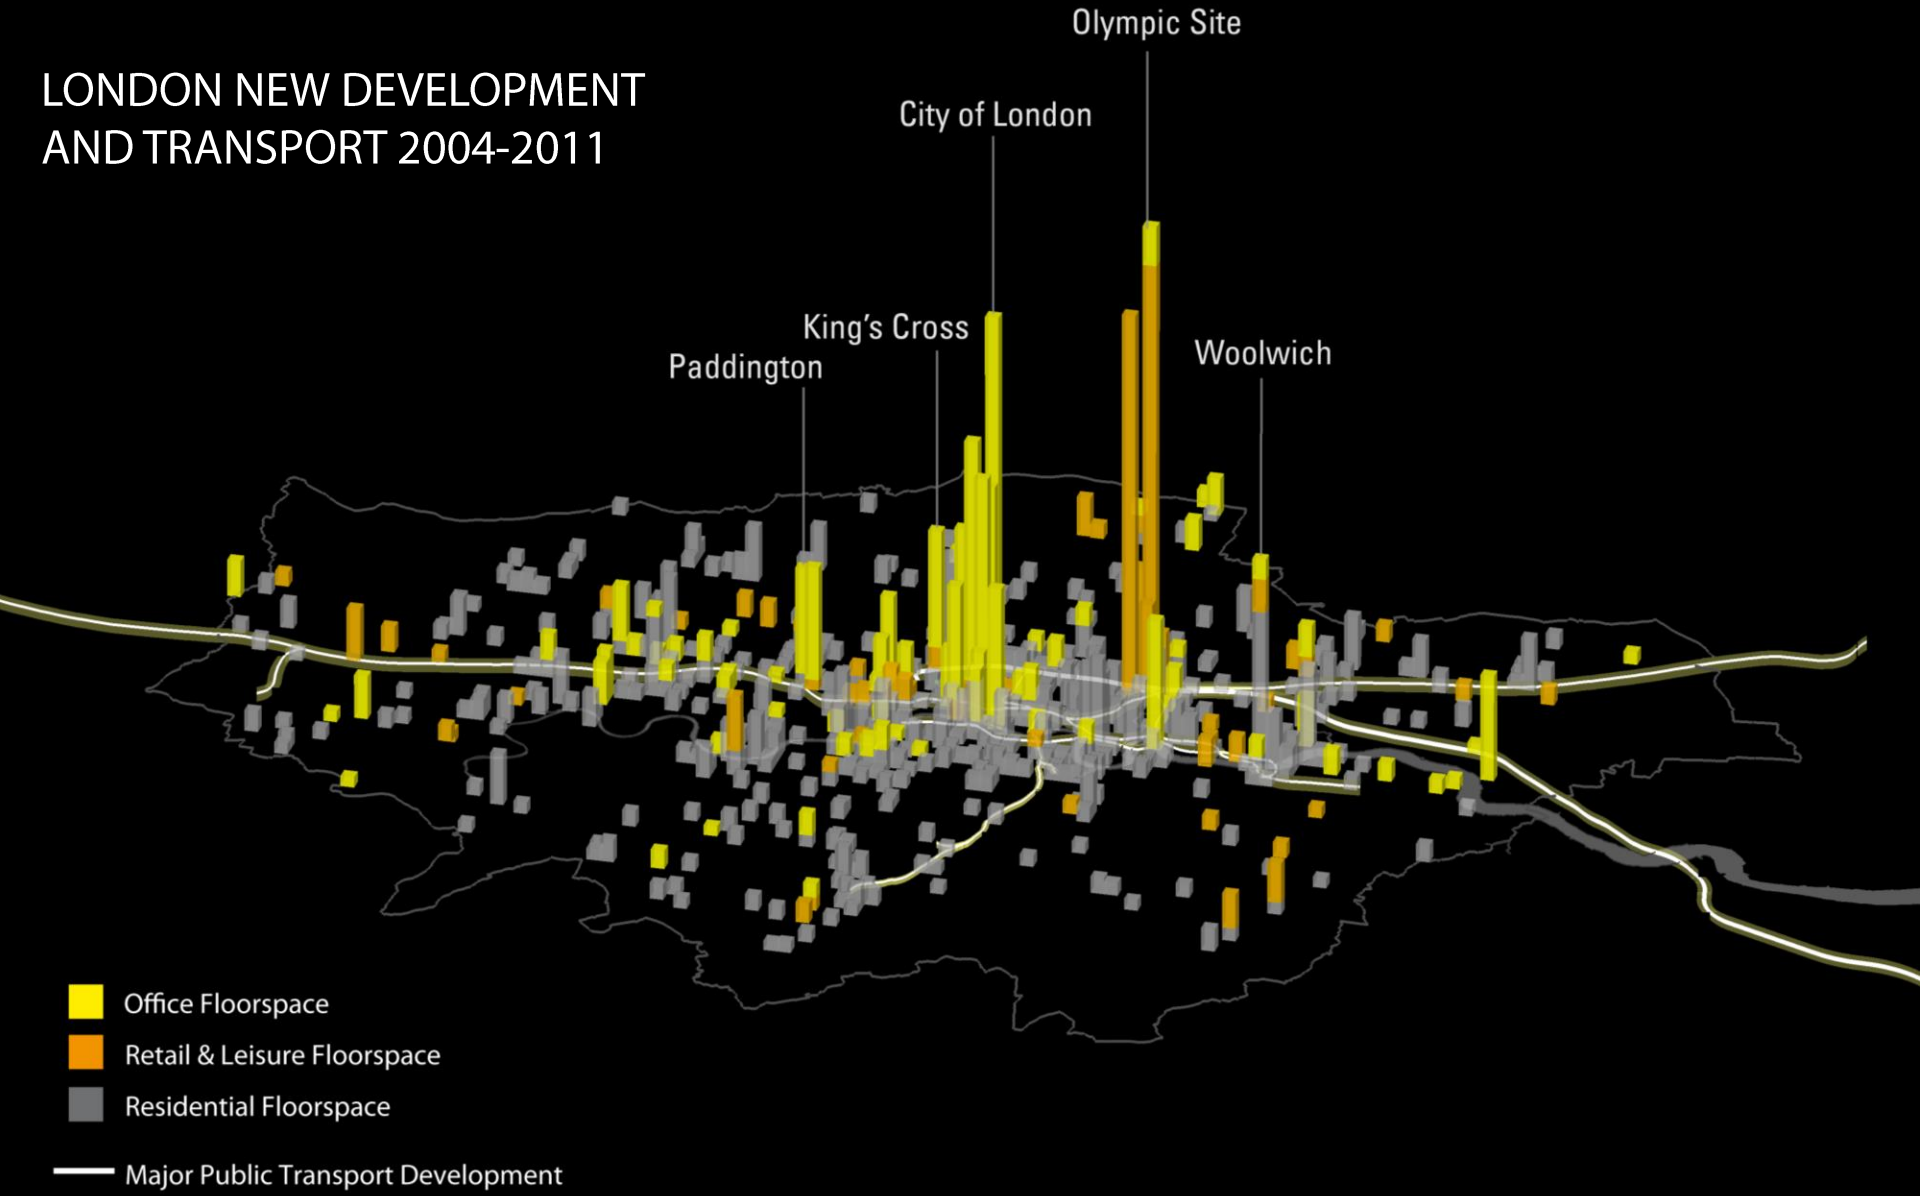 LONDON NEW DEVELOPMENT
AND TRANSPORT 2004-2011
Olympic Site
City of London
King's Cross
Paddington
Woolwich
Office Floorspace
Retail & Leisure Floorspace
Residential Floorspace
Major Public Transport Development